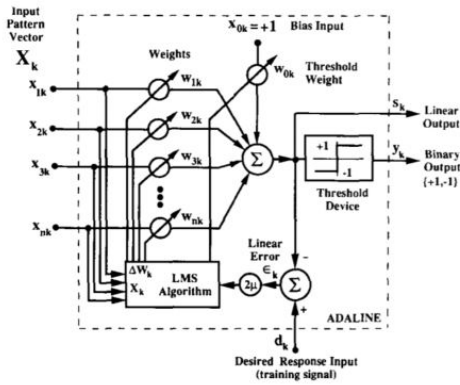 Input
Pattern
Vector
X_k
x_1k
x_2k
x_3k
x_nk
Weights
w_1k
w_2k
w_3k
w_nk
x_0k = +1
Bias Input
w_0k
Threshold
Weight
Σ
+1
-1
Threshold
Device
s_k
Linear
Output
y_k
Binary
Output
{+1,-1}
ΔW_k
X_k
LMS
Algorithm
2μ
Linear
Error
∈_k
Σ
-
+
ADALINE
d_k
Desired Response Input
(training signal)